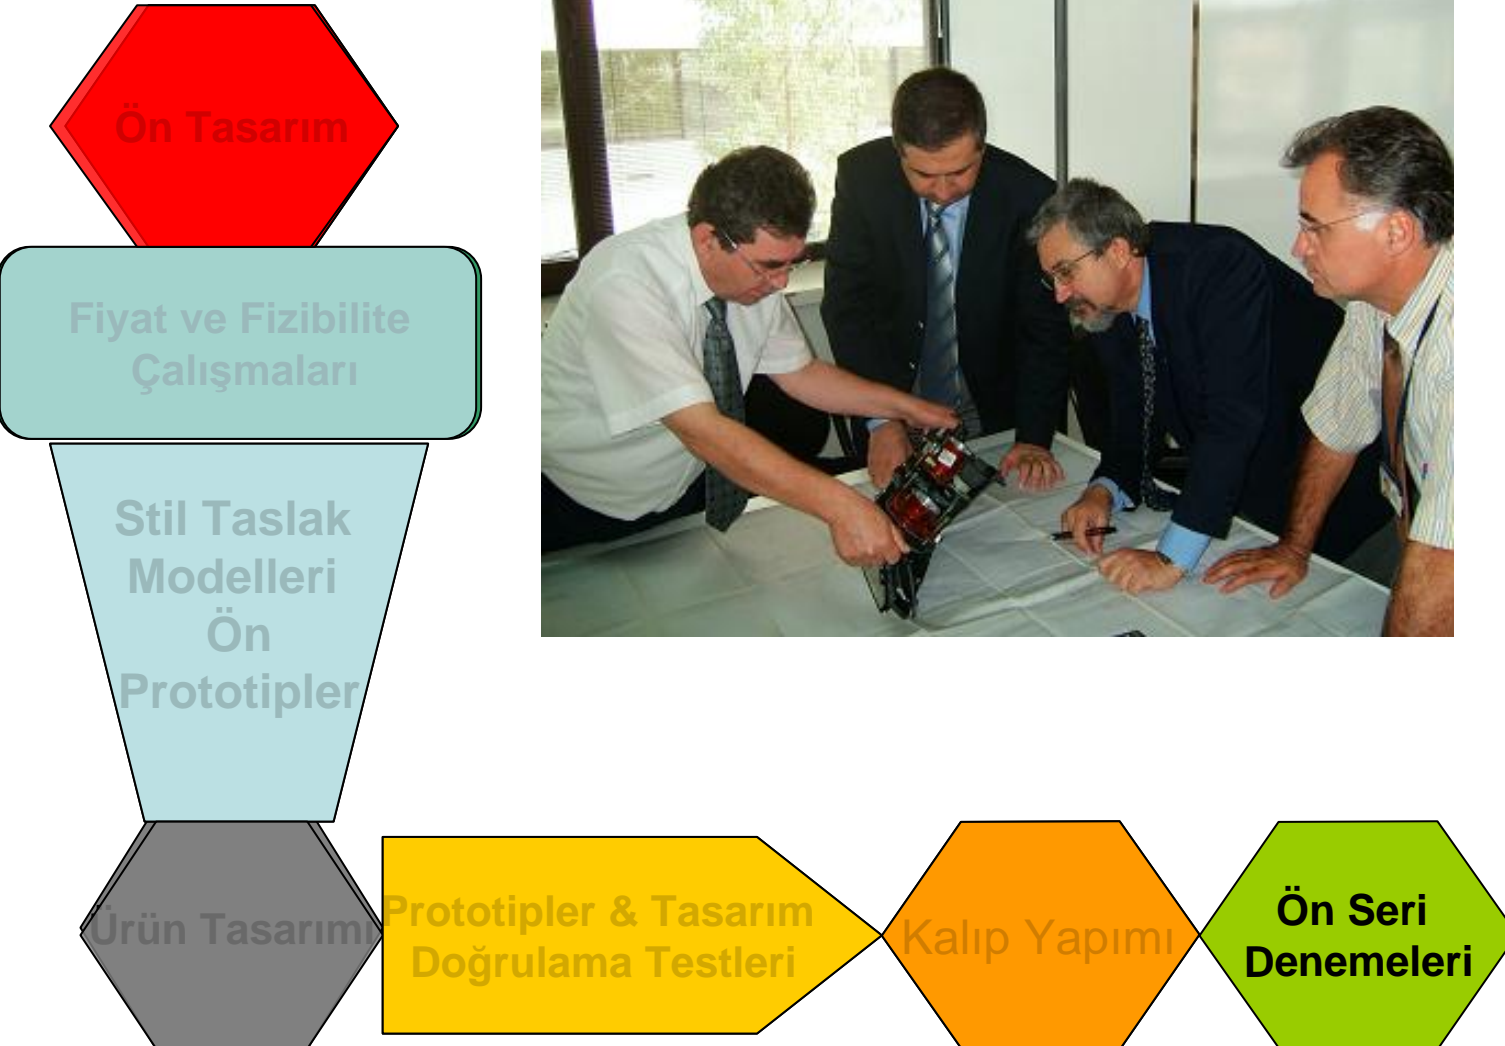 Ön Tasarım
Fiyat ve Fizibilite
Çalışmaları
Stil Taslak
Modelleri
Ön
Prototipler
Ürün Tasarımı
Prototipler & Tasarım
Doğrulama Testleri
Kalıp Yapımı
Ön Seri
Denemeleri